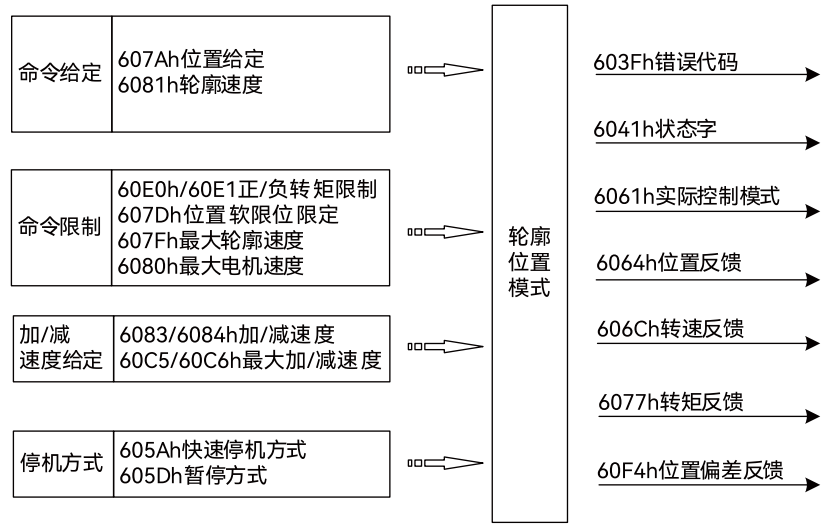 命令给定
607Ah位置给定
6081h轮廓速度
命令限制
60E0h/60E1正/负转矩限制
607Dh位置软限位限定
607Fh最大轮廓速度
6080h最大电机速度
加/减
速度给定
6083/6084h加/减速度
60C5/60C6h最大加/减速度
停机方式
605Ah快速停机方式
605Dh暂停方式
轮廓
位置
模式
603Fh错误代码
6041h状态字
6061h实际控制模式
6064h位置反馈
606Ch转速反馈
6077h转矩反馈
60F4h位置偏差反馈